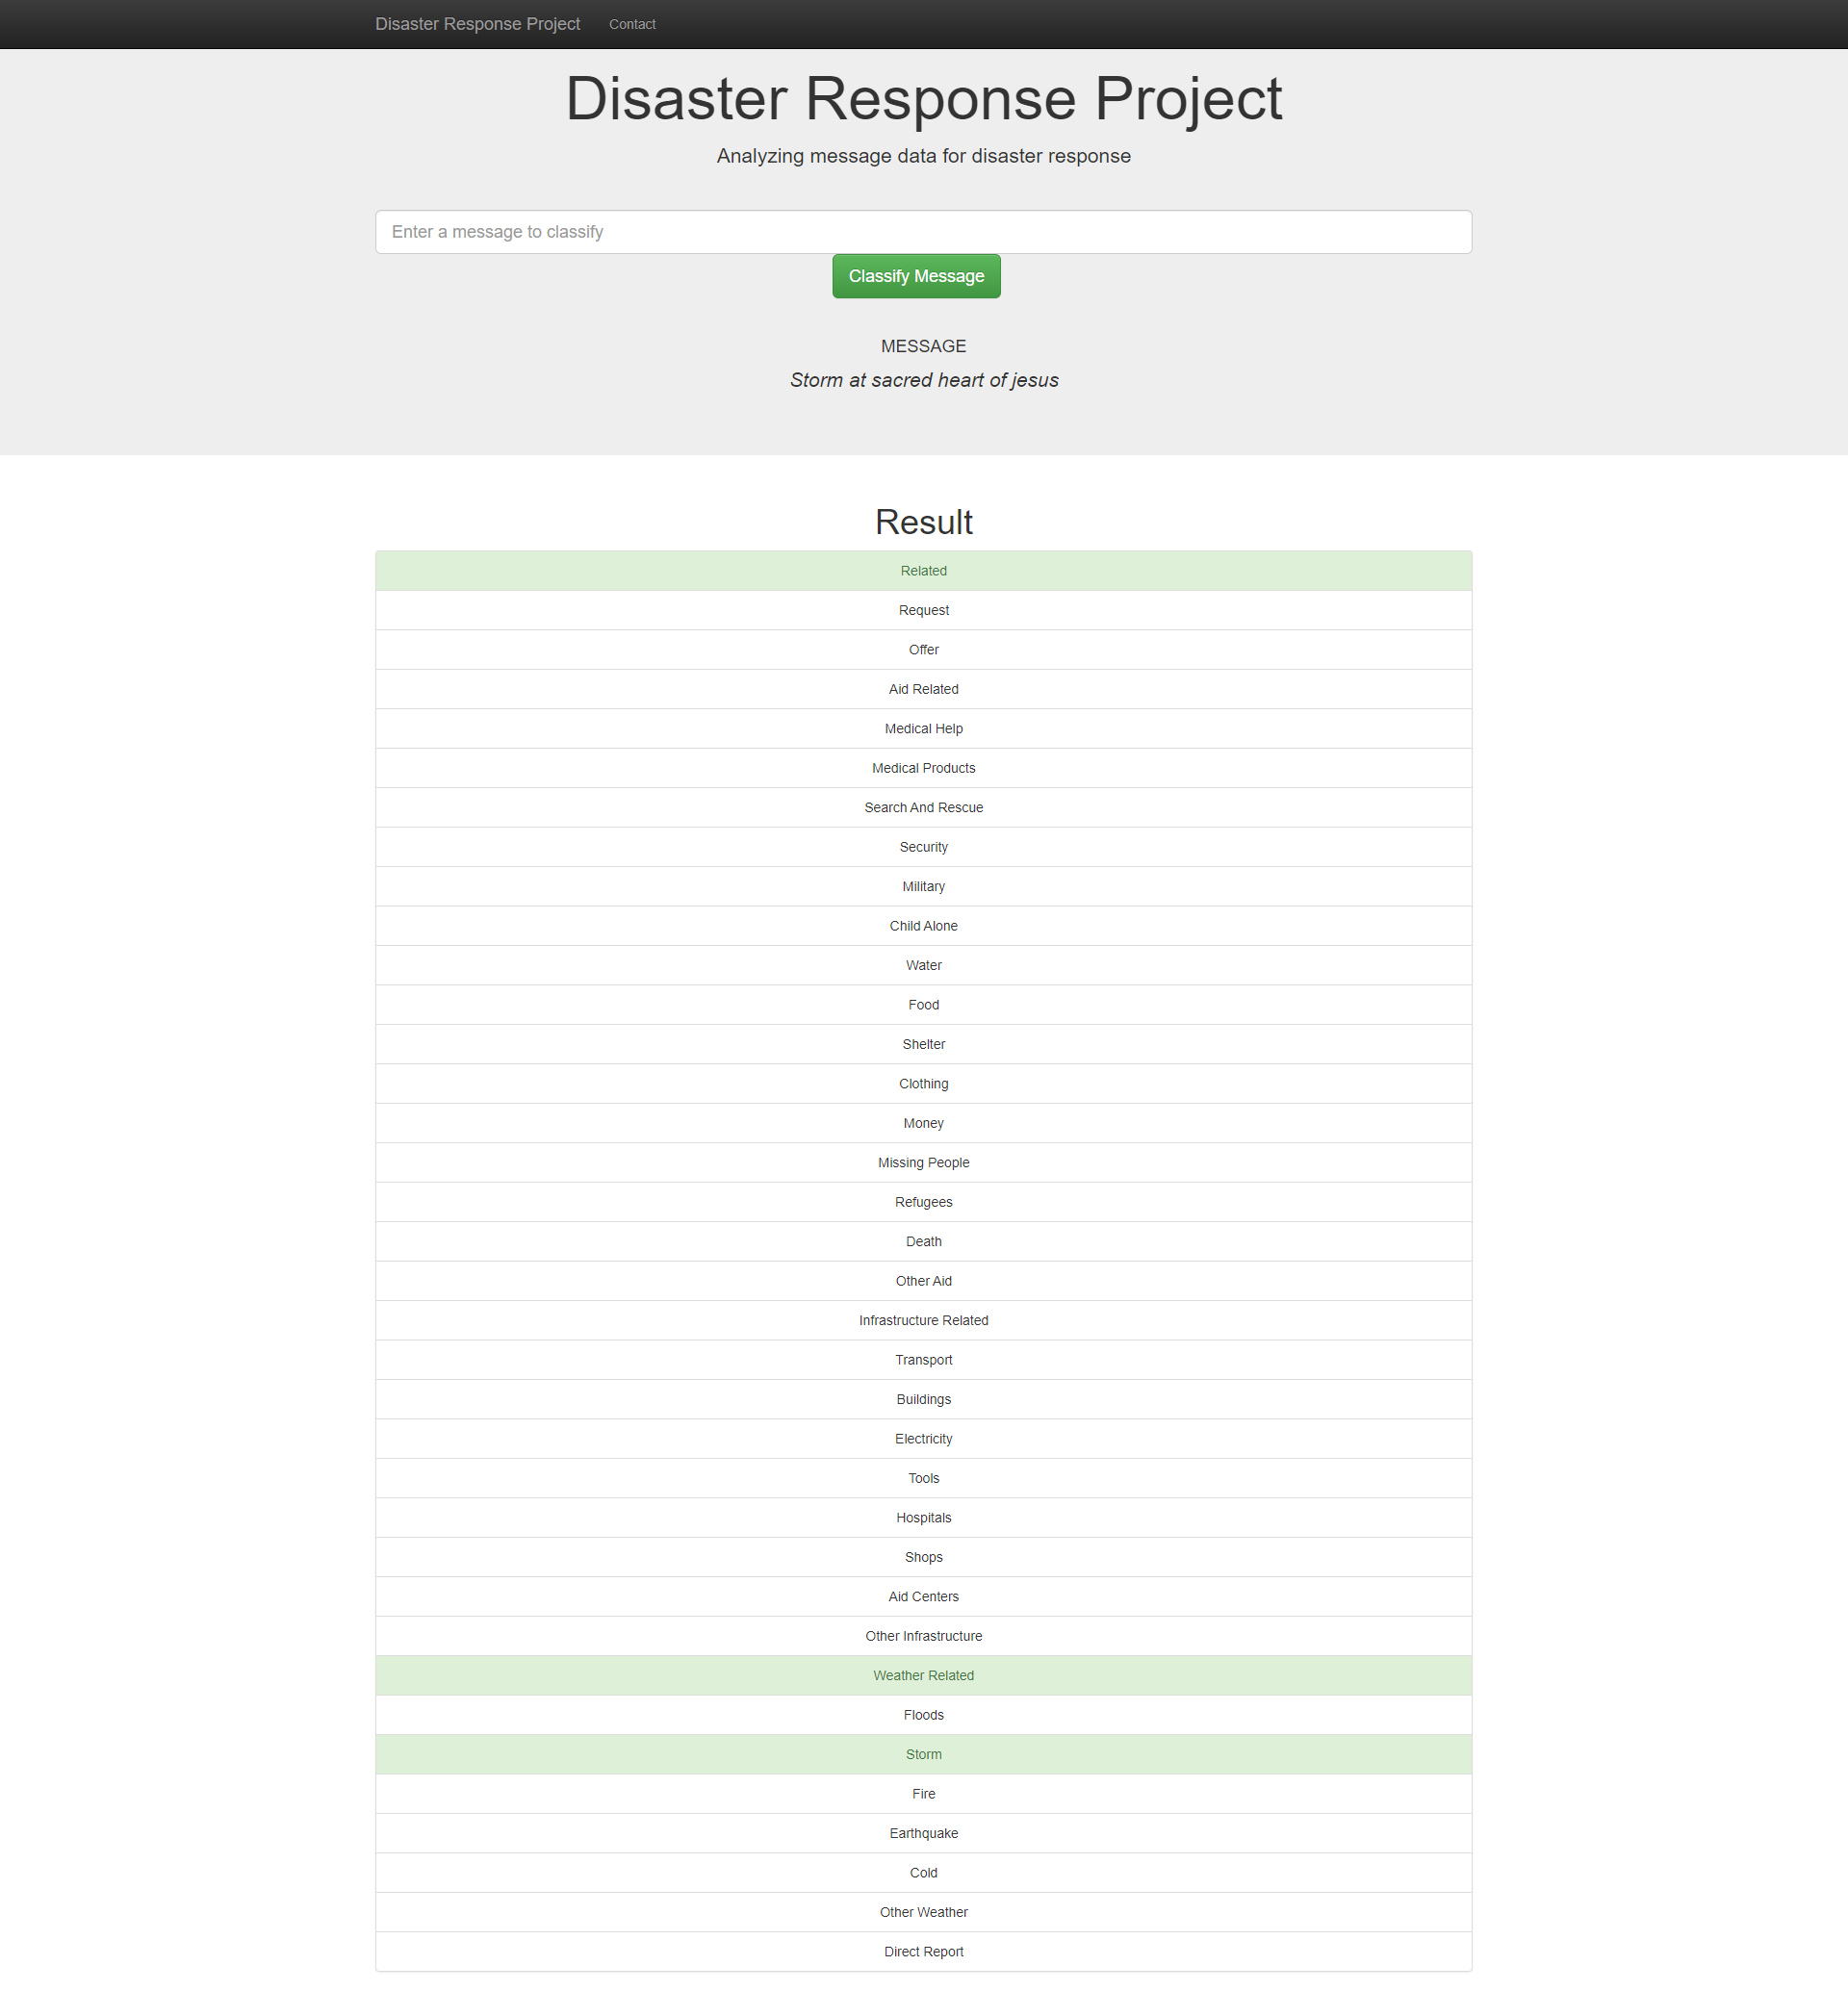 Disaster Response Project Contact
Disaster Response Project
Analyzing message data for disaster response
Enter a message to classify
Classify Message
MESSAGE
Storm at sacred heart of jesus
Result
Related
Request
Offer
Aid Related
Medical Help
Medical Products
Search And Rescue
Security
Military
Child Alone
Water
Food
Shelter
Clothing
Money
Missing People
Refugees
Death
Other Aid
Infrastructure Related
Transport
Buildings
Electricity
Tools
Hospitals
Shops
Aid Centers
Other Infrastructure
Weather Related
Floods
Storm
Fire
Earthquake
Cold
Other Weather
Direct Report